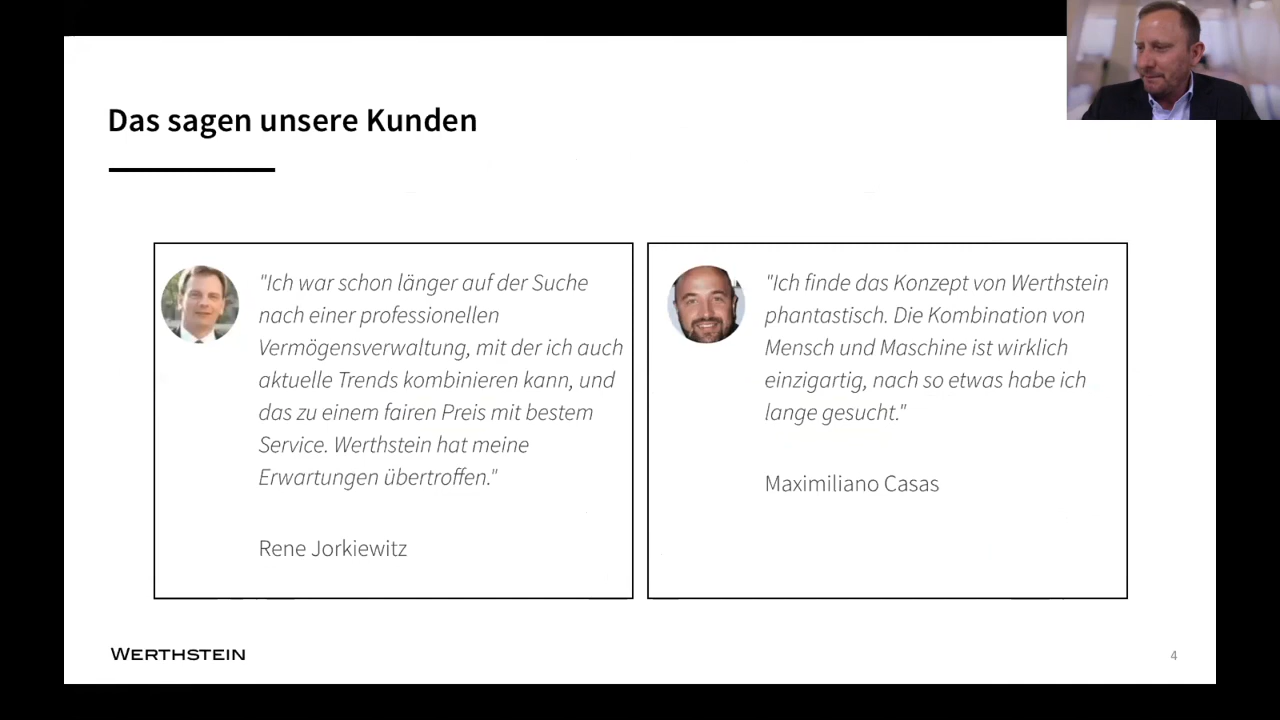 Das sagen unsere Kunden
"Ich war schon länger auf der Suche
nach einer professionellen
Vermögensverwaltung, mit der ich auch
aktuelle Trends kombinieren kann, und
das zu einem fairen Preis mit bestem
Service. Werthstein hat meine
Erwartungen übertroffen."
Rene Jorkiewitz
"Ich finde das Konzept von Werthstein
phantastisch. Die Kombination von
Mensch und Maschine ist wirklich
einzigartig, nach so etwas habe ich
lange gesucht."
Maximiliano Casas
WERTHSTEIN
4